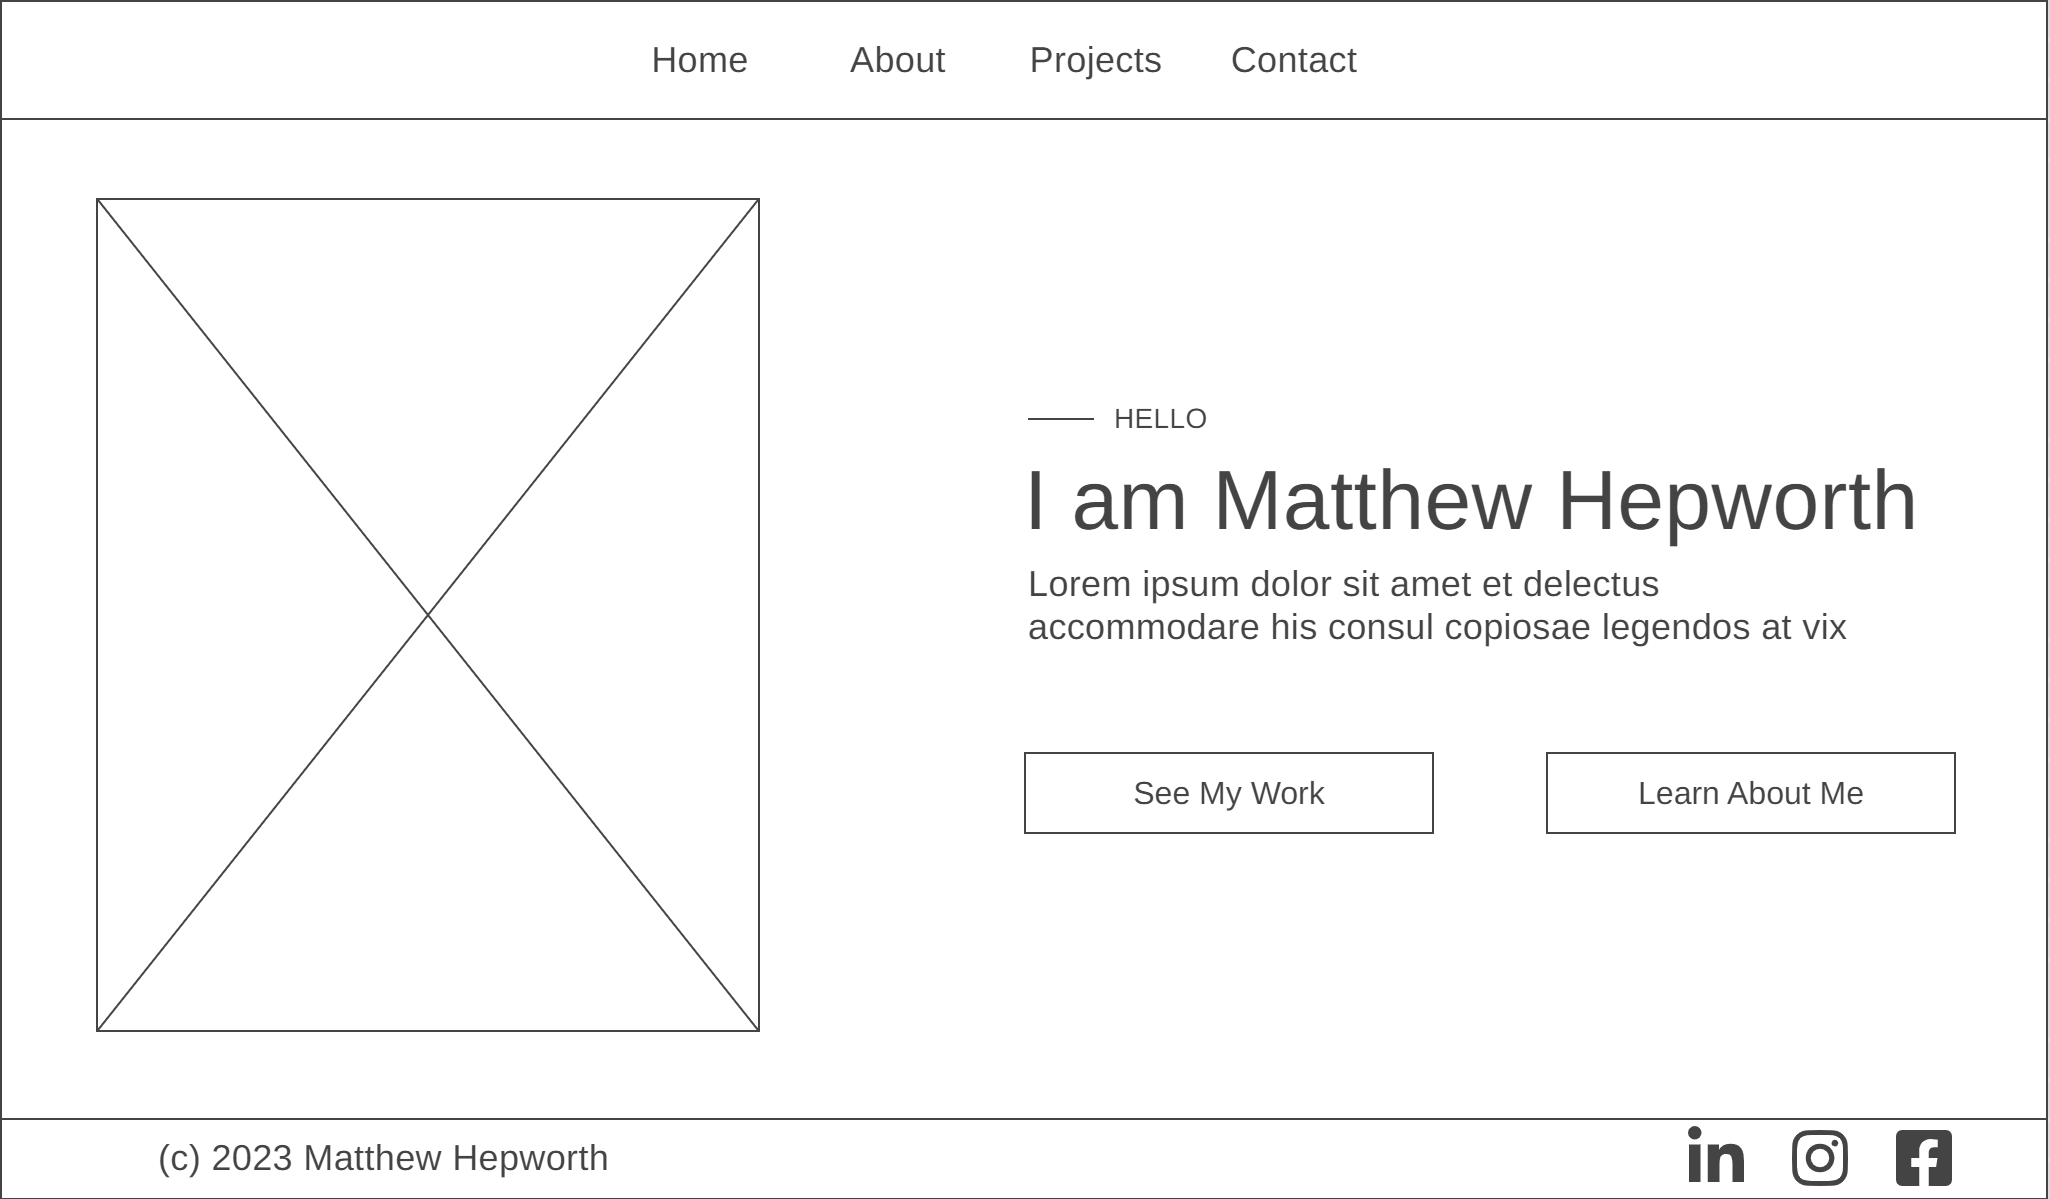 Home About Projects Contact
HELLO
I am Matthew Hepworth
Lorem ipsum dolor sit amet et delectus
accommodare his consul copiosae legendos at vix
See My Work Learn About Me
(c) 2023 Matthew Hepworth